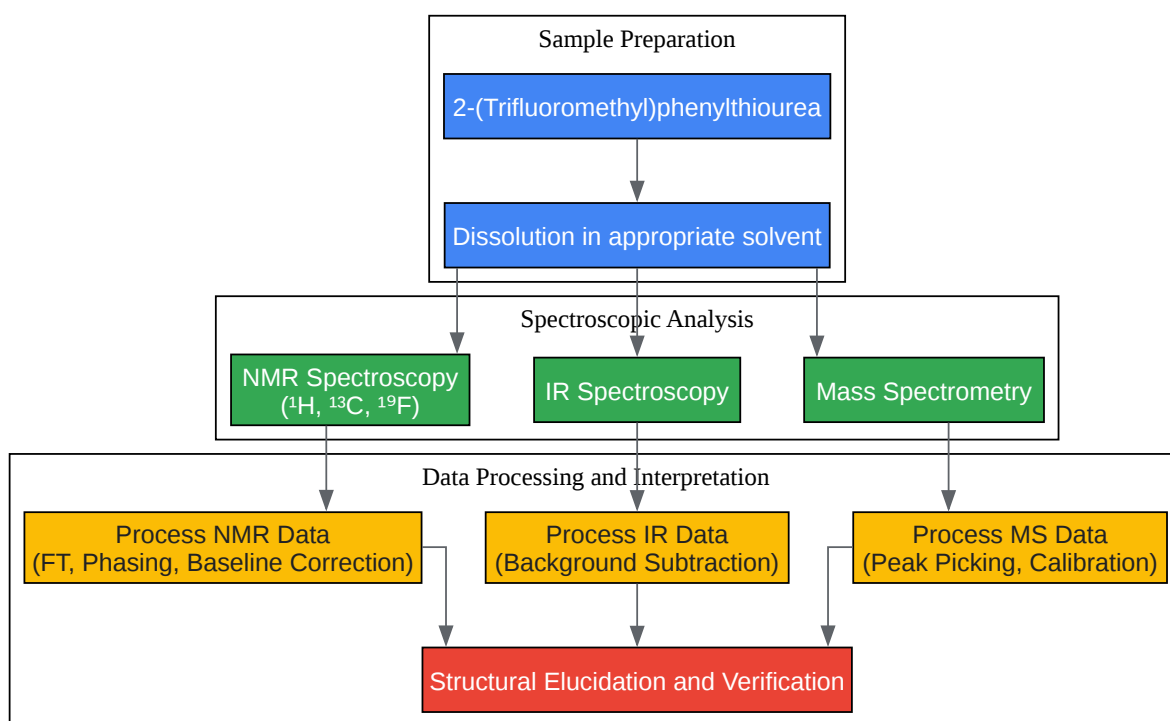 Sample Preparation
2-(Trifluoromethyl)phenylthiourea
Dissolution in appropriate solvent
Spectroscopic Analysis
NMR Spectroscopy
(¹H, ¹³C, ¹⁹F)
IR Spectroscopy
Mass Spectrometry
Data Processing and Interpretation
Process NMR Data
(FT, Phasing, Baseline Correction)
Process IR Data
(Background Subtraction)
Process MS Data
(Peak Picking, Calibration)
Structural Elucidation and Verification